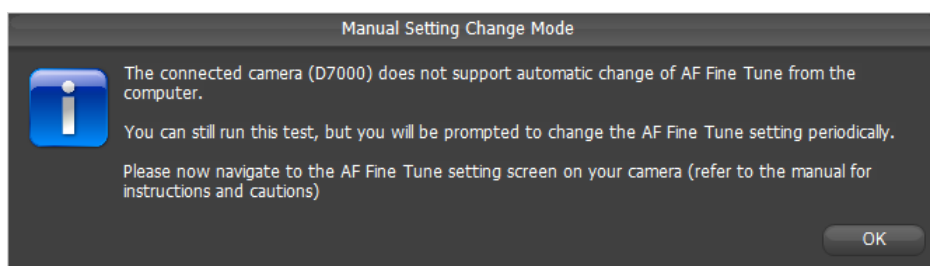 Manual Setting Change Mode
The connected camera (D7000) does not support automatic change of AF Fine Tune from the
computer.
You can still run this test, but you will be prompted to change the AF Fine Tune setting periodically.
Please now navigate to the AF Fine Tune setting screen on your camera (refer to the manual for
instructions and cautions)
OK